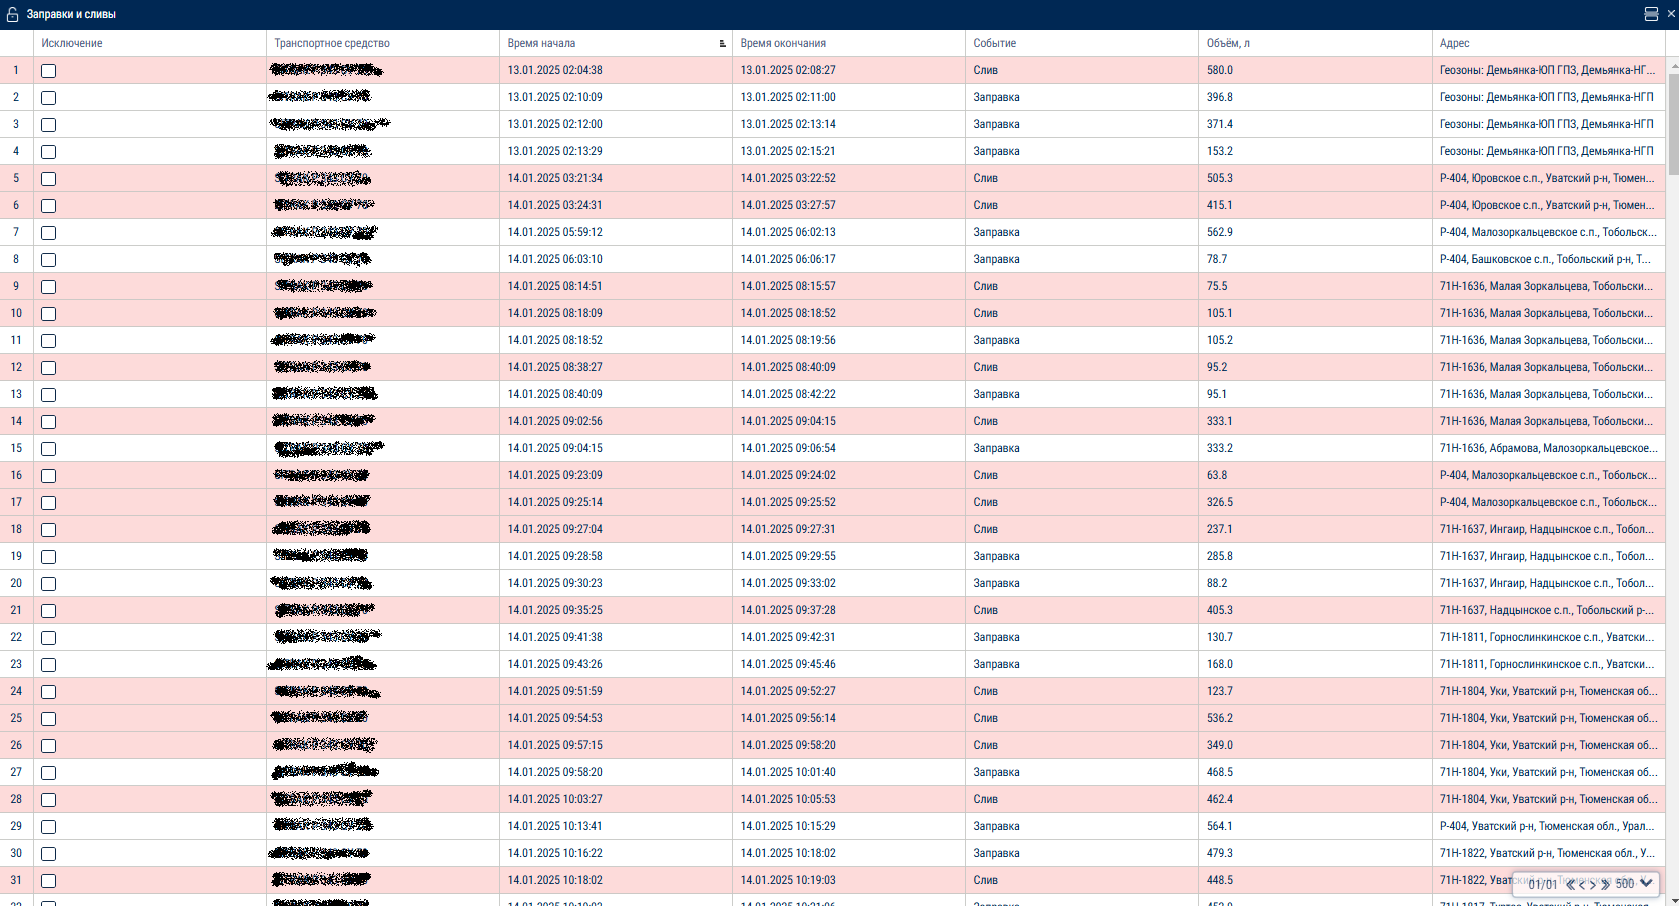 Заправки и сливы
Исключение Транспортное средство Время начала Время окончания Событие Объём, л Адрес
1 13.01.2025 02:04:38 13.01.2025 02:08:27 Слив 580.0 Геозоны: Демьянка-ЮП ГПЗ, Демьянка-НГ...
2 13.01.2025 02:10:09 13.01.2025 02:11:00 Заправка 396.8 Геозоны: Демьянка-ЮП ГПЗ, Демьянка-НГП
3 13.01.2025 02:12:00 13.01.2025 02:13:14 Заправка 371.4 Геозоны: Демьянка-ЮП ГПЗ, Демьянка-НГП
4 13.01.2025 02:13:29 13.01.2025 02:15:21 Заправка 153.2 Геозоны: Демьянка-ЮП ГПЗ, Демьянка-НГП
5 14.01.2025 03:21:34 14.01.2025 03:22:52 Слив 505.3 Р-404, Юровское с.п., Уватский р-н, Тюмен...
6 14.01.2025 03:24:31 14.01.2025 03:27:57 Слив 415.1 Р-404, Юровское с.п., Уватский р-н, Тюмен...
7 14.01.2025 05:59:12 14.01.2025 06:02:13 Заправка 562.9 Р-404, Малозоркальцевское с.п., Тобольск...
8 14.01.2025 06:03:10 14.01.2025 06:06:17 Заправка 78.7 Р-404, Башковское с.п., Тобольский р-н, Т...
9 14.01.2025 08:14:51 14.01.2025 08:15:57 Слив 75.5 71Н-1636, Малая Зоркальцева, Тобольски...
10 14.01.2025 08:18:09 14.01.2025 08:18:52 Слив 105.1 71Н-1636, Малая Зоркальцева, Тобольски...
11 14.01.2025 08:18:52 14.01.2025 08:19:56 Заправка 105.2 71Н-1636, Малая Зоркальцева, Тобольски...
12 14.01.2025 08:38:27 14.01.2025 08:40:09 Слив 95.2 71Н-1636, Малая Зоркальцева, Тобольски...
13 14.01.2025 08:40:09 14.01.2025 08:42:22 Заправка 95.1 71Н-1636, Малая Зоркальцева, Тобольски...
14 14.01.2025 09:02:56 14.01.2025 09:04:15 Слив 333.1 71Н-1636, Малая Зоркальцева, Тобольски...
15 14.01.2025 09:04:15 14.01.2025 09:06:54 Заправка 333.2 71Н-1636, Абрамова, Малозоркальцевское...
16 14.01.2025 09:23:09 14.01.2025 09:24:02 Слив 63.8 Р-404, Малозоркальцевское с.п., Тобольск...
17 14.01.2025 09:25:14 14.01.2025 09:25:52 Слив 326.5 Р-404, Малозоркальцевское с.п., Тобольск...
18 14.01.2025 09:27:04 14.01.2025 09:27:31 Слив 237.1 71Н-1637, Ингаир, Надцынское с.п., Тобол...
19 14.01.2025 09:28:58 14.01.2025 09:29:55 Заправка 285.8 71Н-1637, Ингаир, Надцынское с.п., Тобол...
20 14.01.2025 09:30:23 14.01.2025 09:33:02 Заправка 88.2 71Н-1637, Ингаир, Надцынское с.п., Тобол...
21 14.01.2025 09:35:25 14.01.2025 09:37:28 Слив 405.3 71Н-1637, Надцынское с.п., Тобольский р-...
22 14.01.2025 09:41:38 14.01.2025 09:42:31 Заправка 130.7 71Н-1811, Горнослинкинское с.п., Уватски...
23 14.01.2025 09:43:26 14.01.2025 09:45:46 Заправка 168.0 71Н-1811, Горнослинкинское с.п., Уватски...
24 14.01.2025 09:51:59 14.01.2025 09:52:27 Слив 123.7 71Н-1804, Уки, Уватский р-н, Тюменская об...
25 14.01.2025 09:54:53 14.01.2025 09:56:14 Слив 536.2 71Н-1804, Уки, Уватский р-н, Тюменская об...
26 14.01.2025 09:57:15 14.01.2025 09:58:20 Слив 349.0 71Н-1804, Уки, Уватский р-н, Тюменская об...
27 14.01.2025 09:58:20 14.01.2025 10:01:40 Заправка 468.5 71Н-1804, Уки, Уватский р-н, Тюменская об...
28 14.01.2025 10:03:27 14.01.2025 10:05:53 Слив 462.4 71Н-1804, Уки, Уватский р-н, Тюменская об...
29 14.01.2025 10:13:41 14.01.2025 10:15:29 Заправка 564.1 Р-404, Уватский р-н, Тюменская обл., Урал...
30 14.01.2025 10:16:22 14.01.2025 10:18:02 Заправка 479.3 71Н-1822, Уватский р-н, Тюменская обл., У...
31 14.01.2025 10:18:02 14.01.2025 10:19:03 Слив 448.5 71Н-1822,
01/01 500